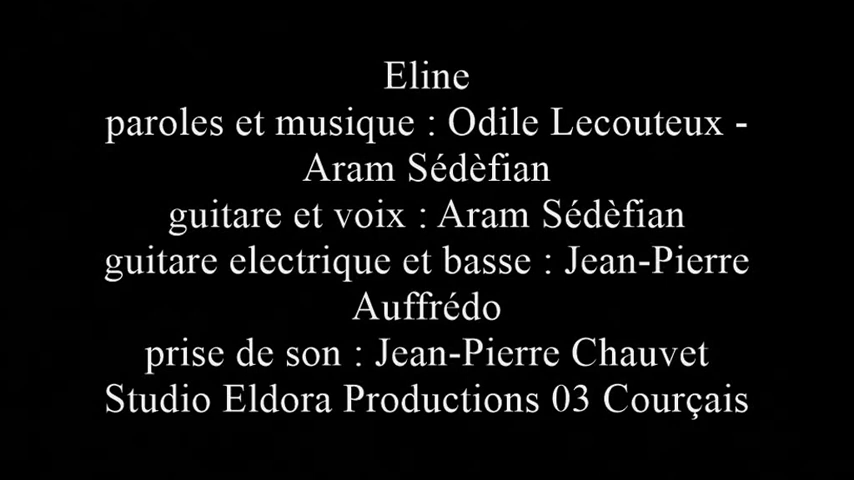 Eline
paroles et musique : Odile Lecouteux -
Aram Sédèfian
guitare et voix : Aram Sédèfian
guitare electrique et basse : Jean-Pierre
Auffrédo
prise de son : Jean-Pierre Chauvet
Studio Eldora Productions 03 Courçais